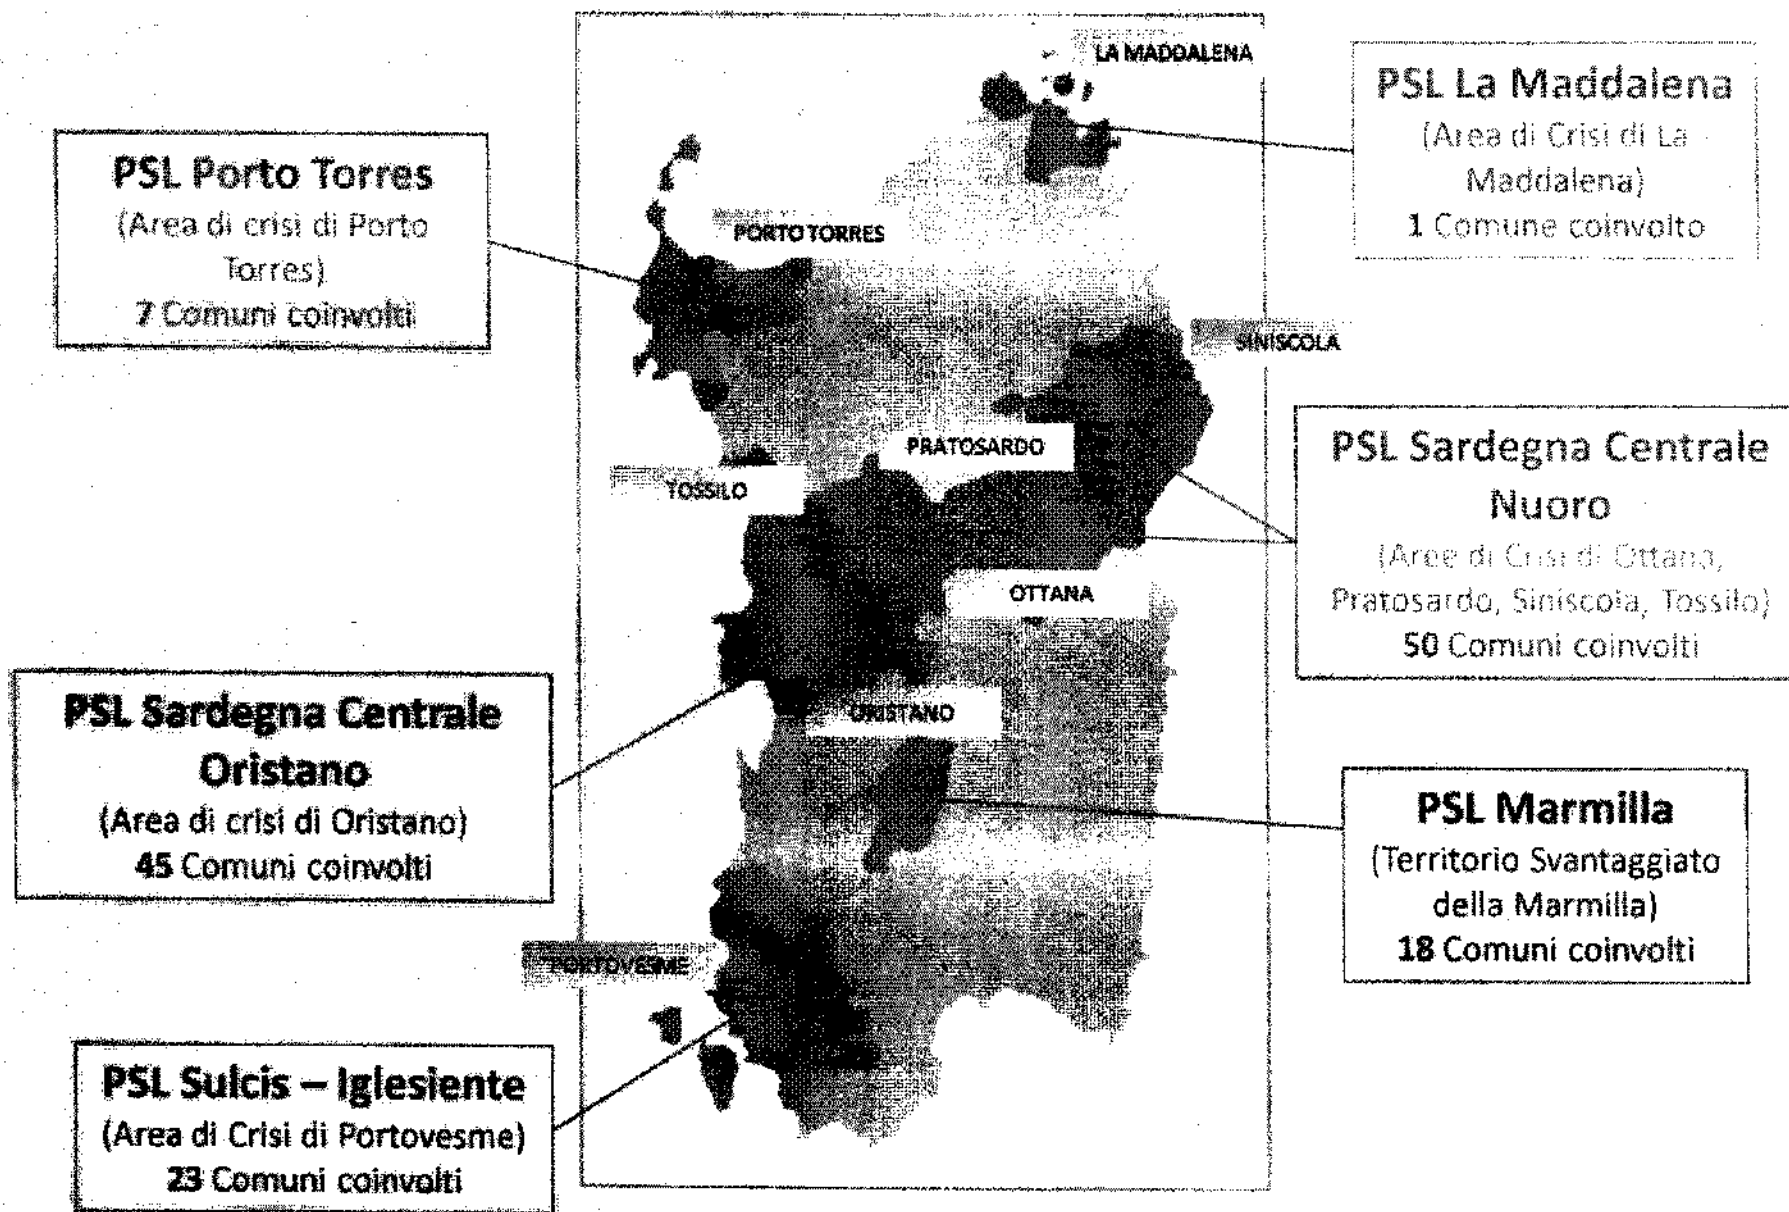 LA MADDALENA
PSL La Maddalena
(Area di Crisi di La
Maddalena)
1 Comune coinvolto
PSL Porto Torres
(Area di crisi di Porto
Torres)
7 Comuni coinvolti
PORTO TORRES
SINISCOLA
PRATOSARDO
TOSSILO
PSL Sardegna Centrale
Nuoro
(Aree di Crisi di Ottana,
Pratosardo, Siniscola, Tossilo)
50 Comuni coinvolti
OTTANA
PSL Sardegna Centrale
Oristano
(Area di crisi di Oristano)
45 Comuni coinvolti
ORISTANO
PSL Marmilla
(Territorio Svantaggiato
della Marmilla)
18 Comuni coinvolti
PORTOVESME
PSL Sulcis – Iglesiente
(Area di Crisi di Portovesme)
23 Comuni coinvolti